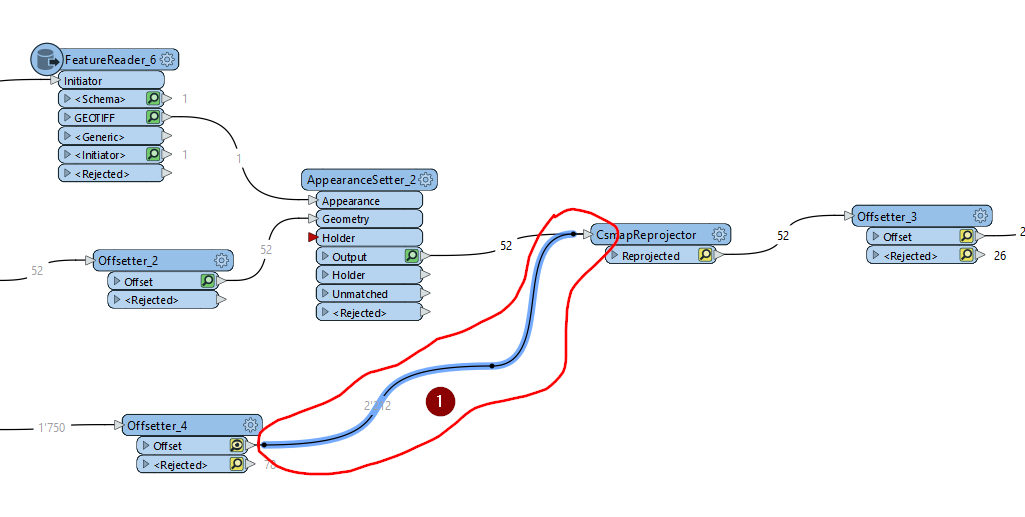 FeatureReader_6
Initiator
<Schema>
1
GEOTIFF
<Generic>
1
<Initiator>
1
<Rejected>
AppearanceSetter_2
Appearance
Geometry
Holder
Output
Holder
Unmatched
<Rejected>
52
52
Offsetter_2
Offset
<Rejected>
52
CsmapReprojector
Reprojected
52
Offsetter_3
Offset
2
<Rejected>
26
1
1'750
Offsetter_4
Offset
<Rejected>